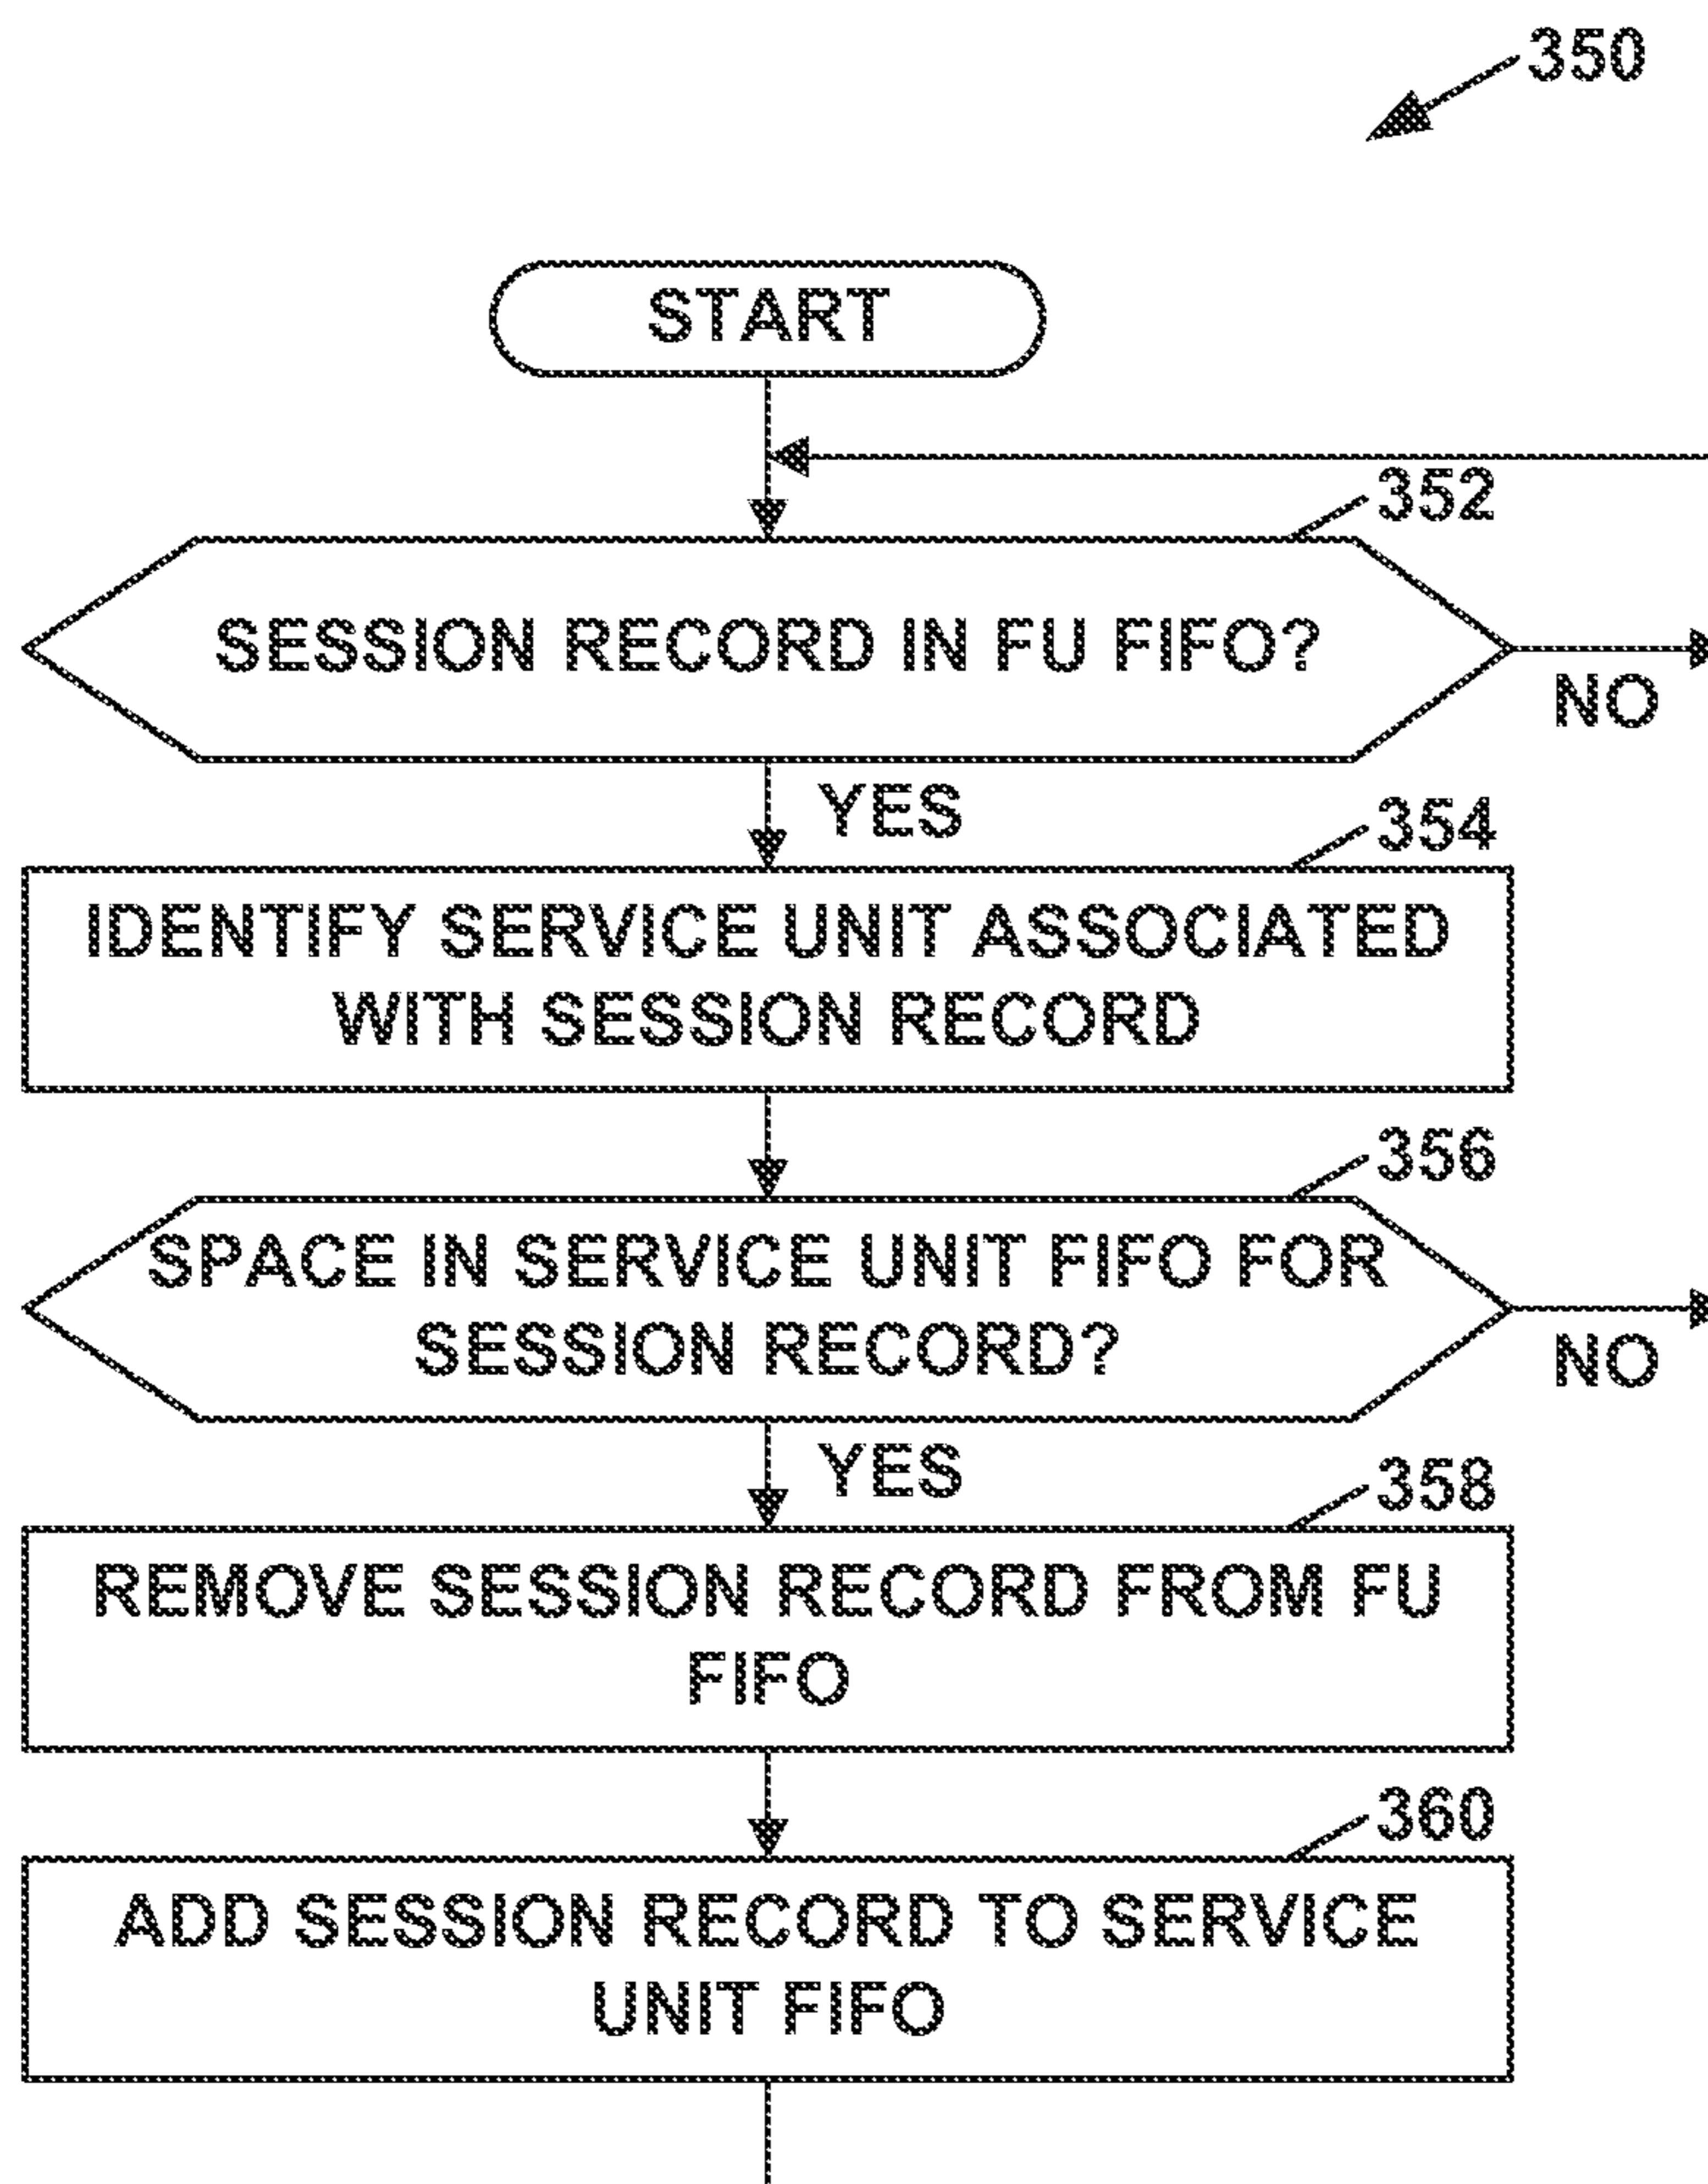 350
START
352
SESSION RECORD IN FU FIFO?
NO
YES
354
IDENTIFY SERVICE UNIT ASSOCIATED
WITH SESSION RECORD
356
SPACE IN SERVICE UNIT FIFO FOR
SESSION RECORD?
NO
YES
358
REMOVE SESSION RECORD FROM FU
FIFO
360
ADD SESSION RECORD TO SERVICE
UNIT FIFO